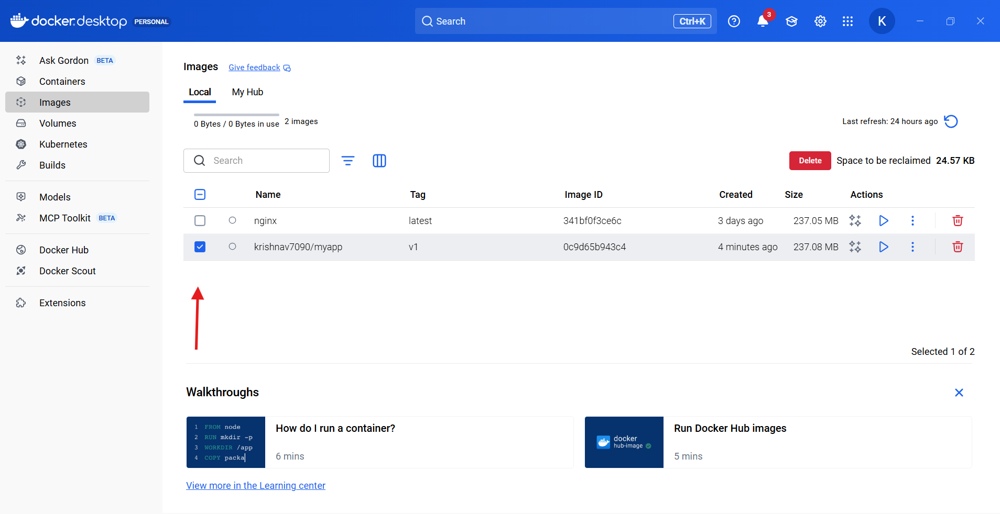 docker.desktop PERSONAL
Search Ctrl+K 3 K
Ask Gordon BETA
Containers
Images
Volumes
Kubernetes
Builds
Models
MCP Toolkit BETA
Docker Hub
Docker Scout
Extensions
Images Give feedback
Local My Hub
0 Bytes / 0 Bytes in use 2 images
Last refresh: 24 hours ago
Search
Delete Space to be reclaimed 24.57 KB
Name Tag Image ID Created Size Actions
nginx latest 341bf0f3ce6c 3 days ago 237.05 MB
krishnav7090/myapp v1 0c9d65b943c4 4 minutes ago 237.08 MB
Selected 1 of 2
Walkthroughs
1 FROM node
2 RUN mkdir -p
3 WORKDIR /app
4 COPY packa
How do I run a container?
6 mins
docker
hub-image
Run Docker Hub images
5 mins
View more in the Learning center